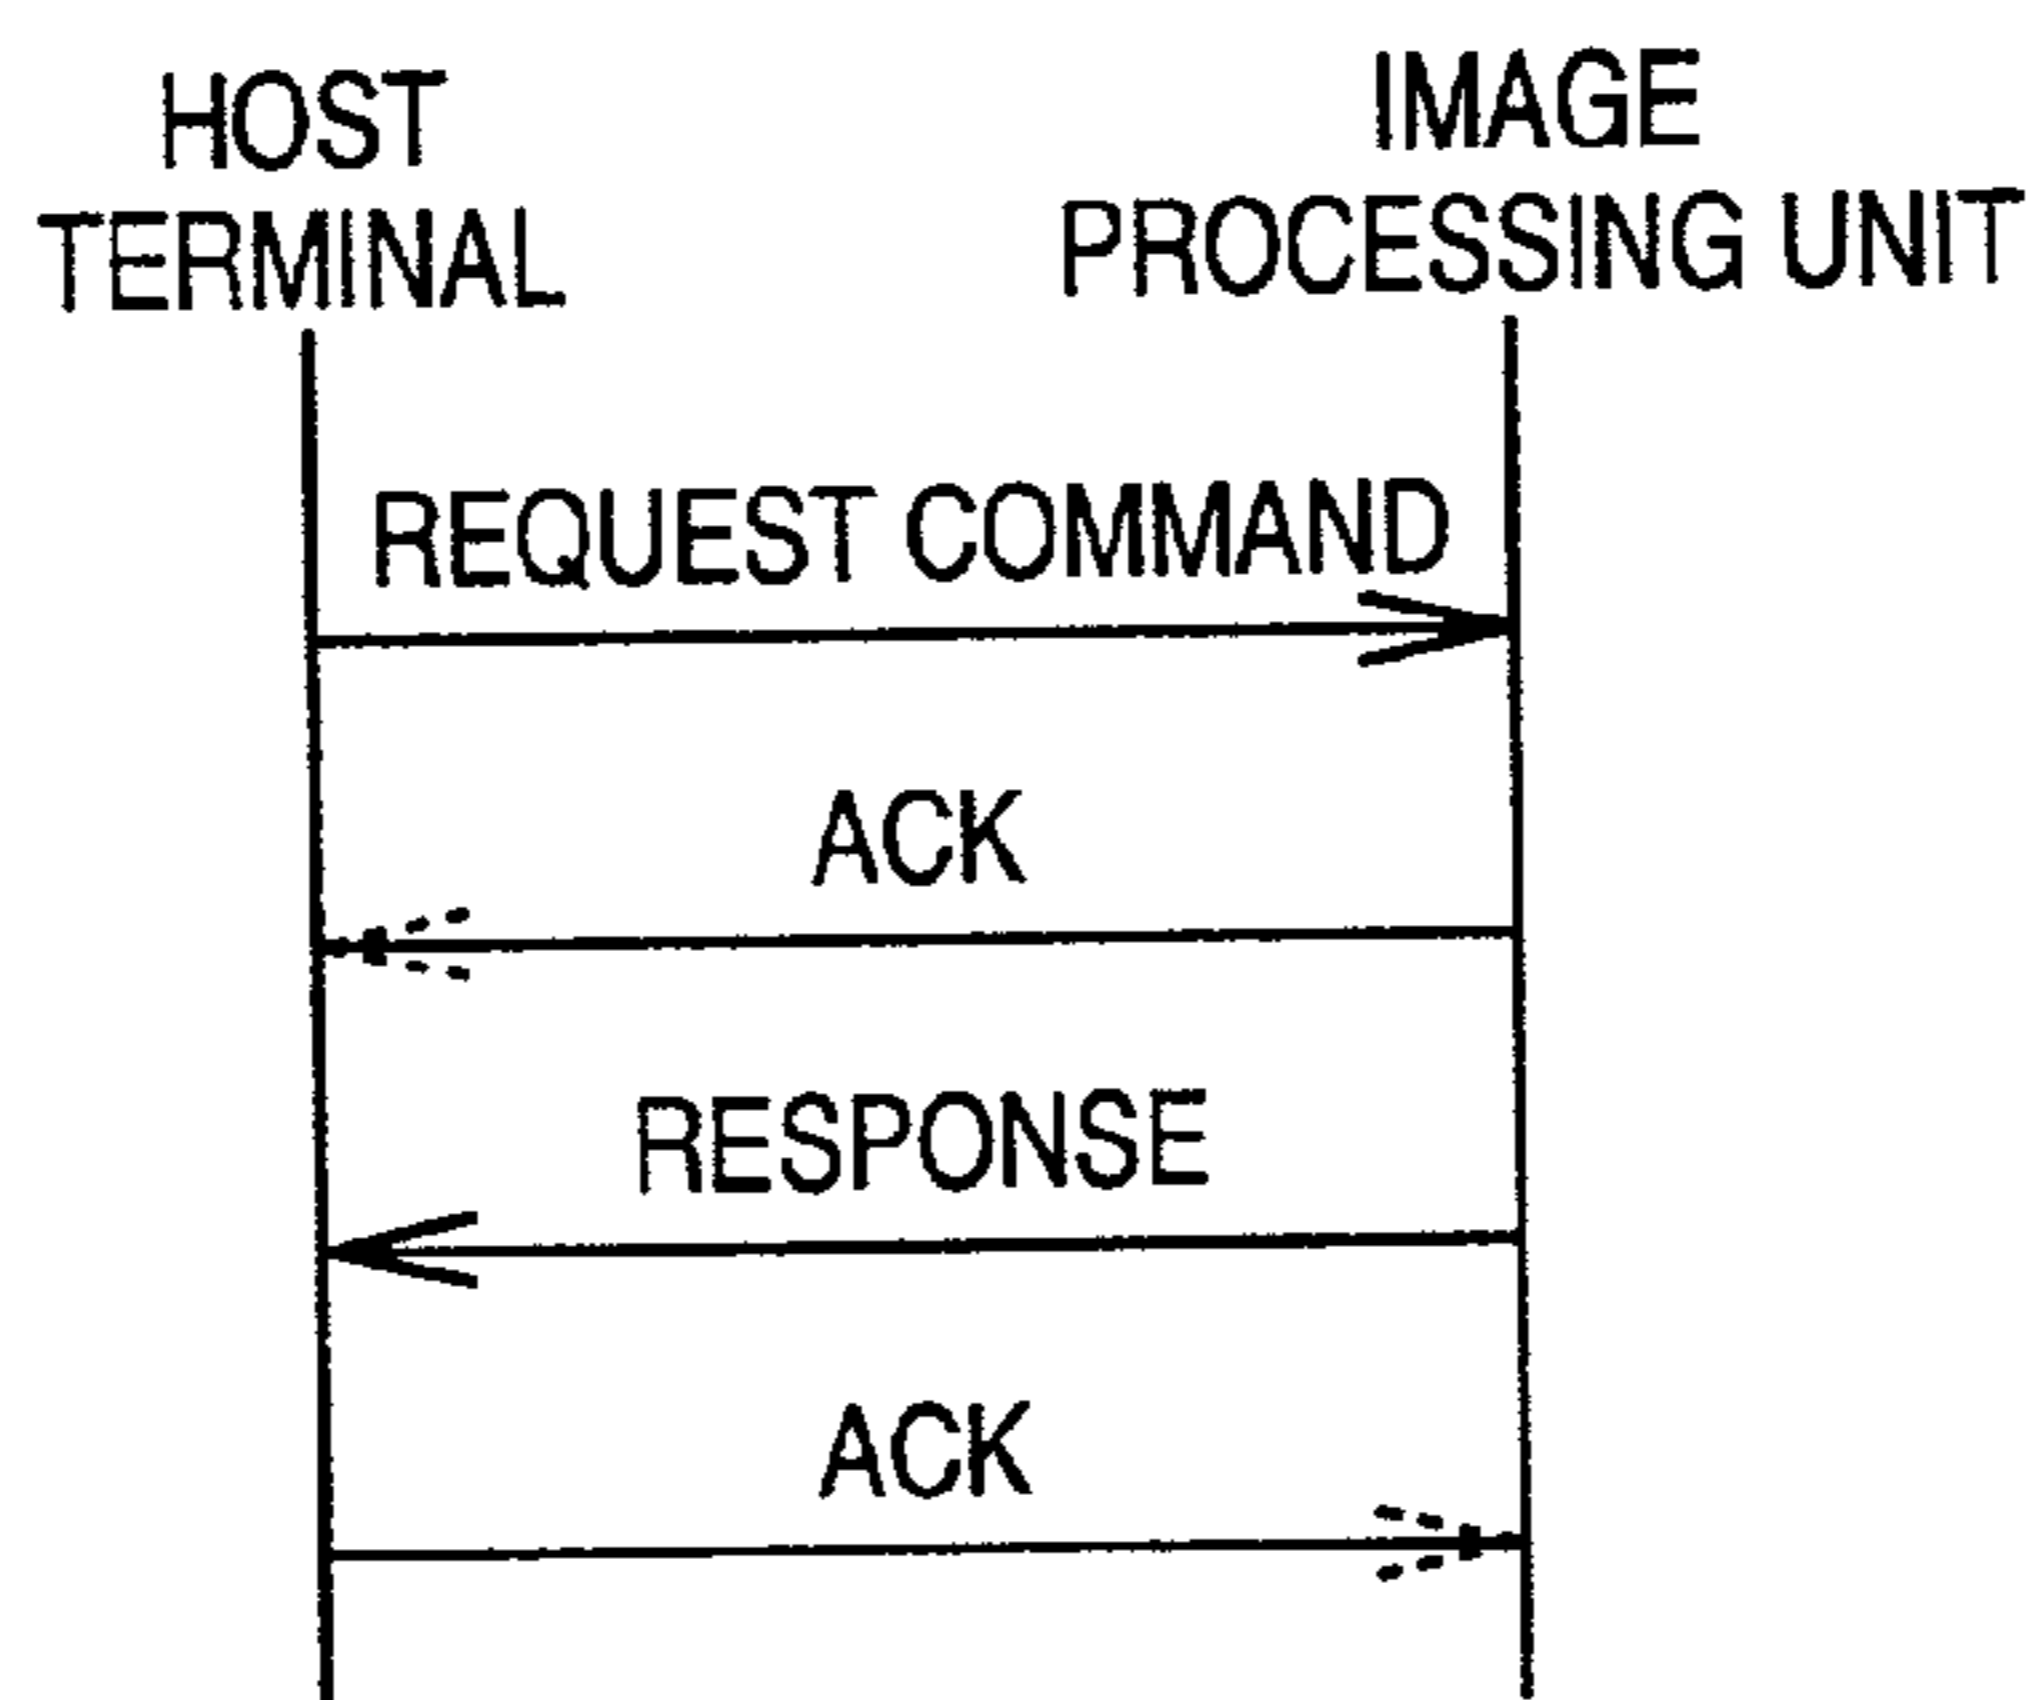 HOST
TERMINAL
IMAGE
PROCESSING UNIT
REQUEST COMMAND
ACK
RESPONSE
ACK